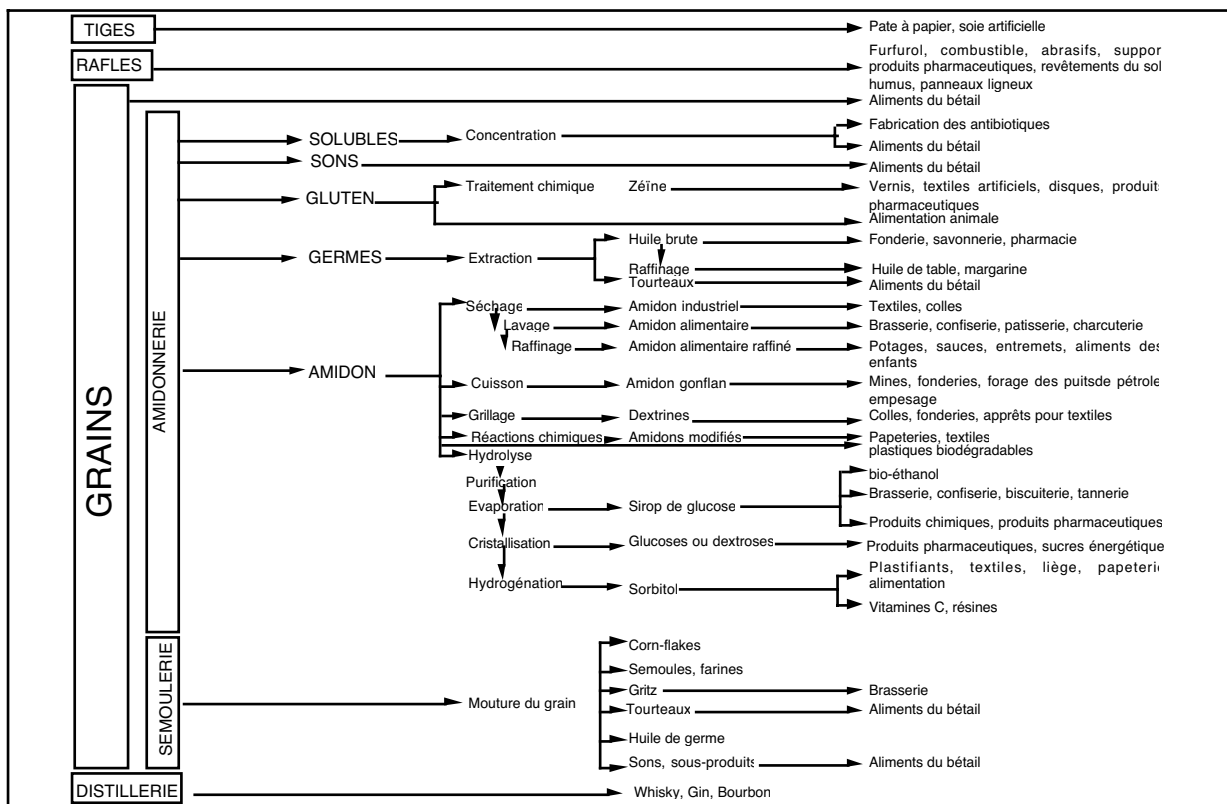 TIGES
Pate à papier, soie artificielle
RAFLES
Furfurol, combustible, abrasifs, suppor
produits pharmaceutiques, revêtements du sol
humus, panneaux ligneux
GRAINS
Aliments du bétail
AMIDONNERIE
SOLUBLES
Concentration
Fabrication des antibiotiques
Aliments du bétail
SONS
Aliments du bétail
GLUTEN
Traitement chimique
Zéïne
Vernis, textiles artificiels, disques, produits
pharmaceutiques
Alimentation animale
GERMES
Extraction
Huile brute
Fonderie, savonnerie, pharmacie
Raffinage
Huile de table, margarine
Tourteaux
Aliments du bétail
AMIDON
Séchage
Amidon industriel
Textiles, colles
Lavage
Amidon alimentaire
Brasserie, confiserie, patisserie, charcuterie
Raffinage
Amidon alimentaire raffiné
Potages, sauces, entremets, aliments des
enfants
Cuisson
Amidon gonflan
Mines, fonderies, forage des puitsde pétrole
empesage
Grillage
Dextrines
Colles, fonderies, apprêts pour textiles
Réactions chimiques
Amidons modifiés
Papeteries, textiles
plastiques biodégradables
Hydrolyse
Purification
bio-éthanol
Evaporation
Sirop de glucose
Brasserie, confiserie, biscuiterie, tannerie
Produits chimiques, produits pharmaceutiques
Cristallisation
Glucoses ou dextroses
Produits pharmaceutiques, sucres énergétique
Hydrogénation
Sorbitol
Plastifiants, textiles, liège, papeterie
alimentation
Vitamines C, résines
SEMOULERIE
Mouture du grain
Corn-flakes
Semoules, farines
Gritz
Brasserie
Tourteaux
Aliments du bétail
Huile de germe
Sons, sous-produits
Aliments du bétail
DISTILLERIE
Whisky, Gin, Bourbon